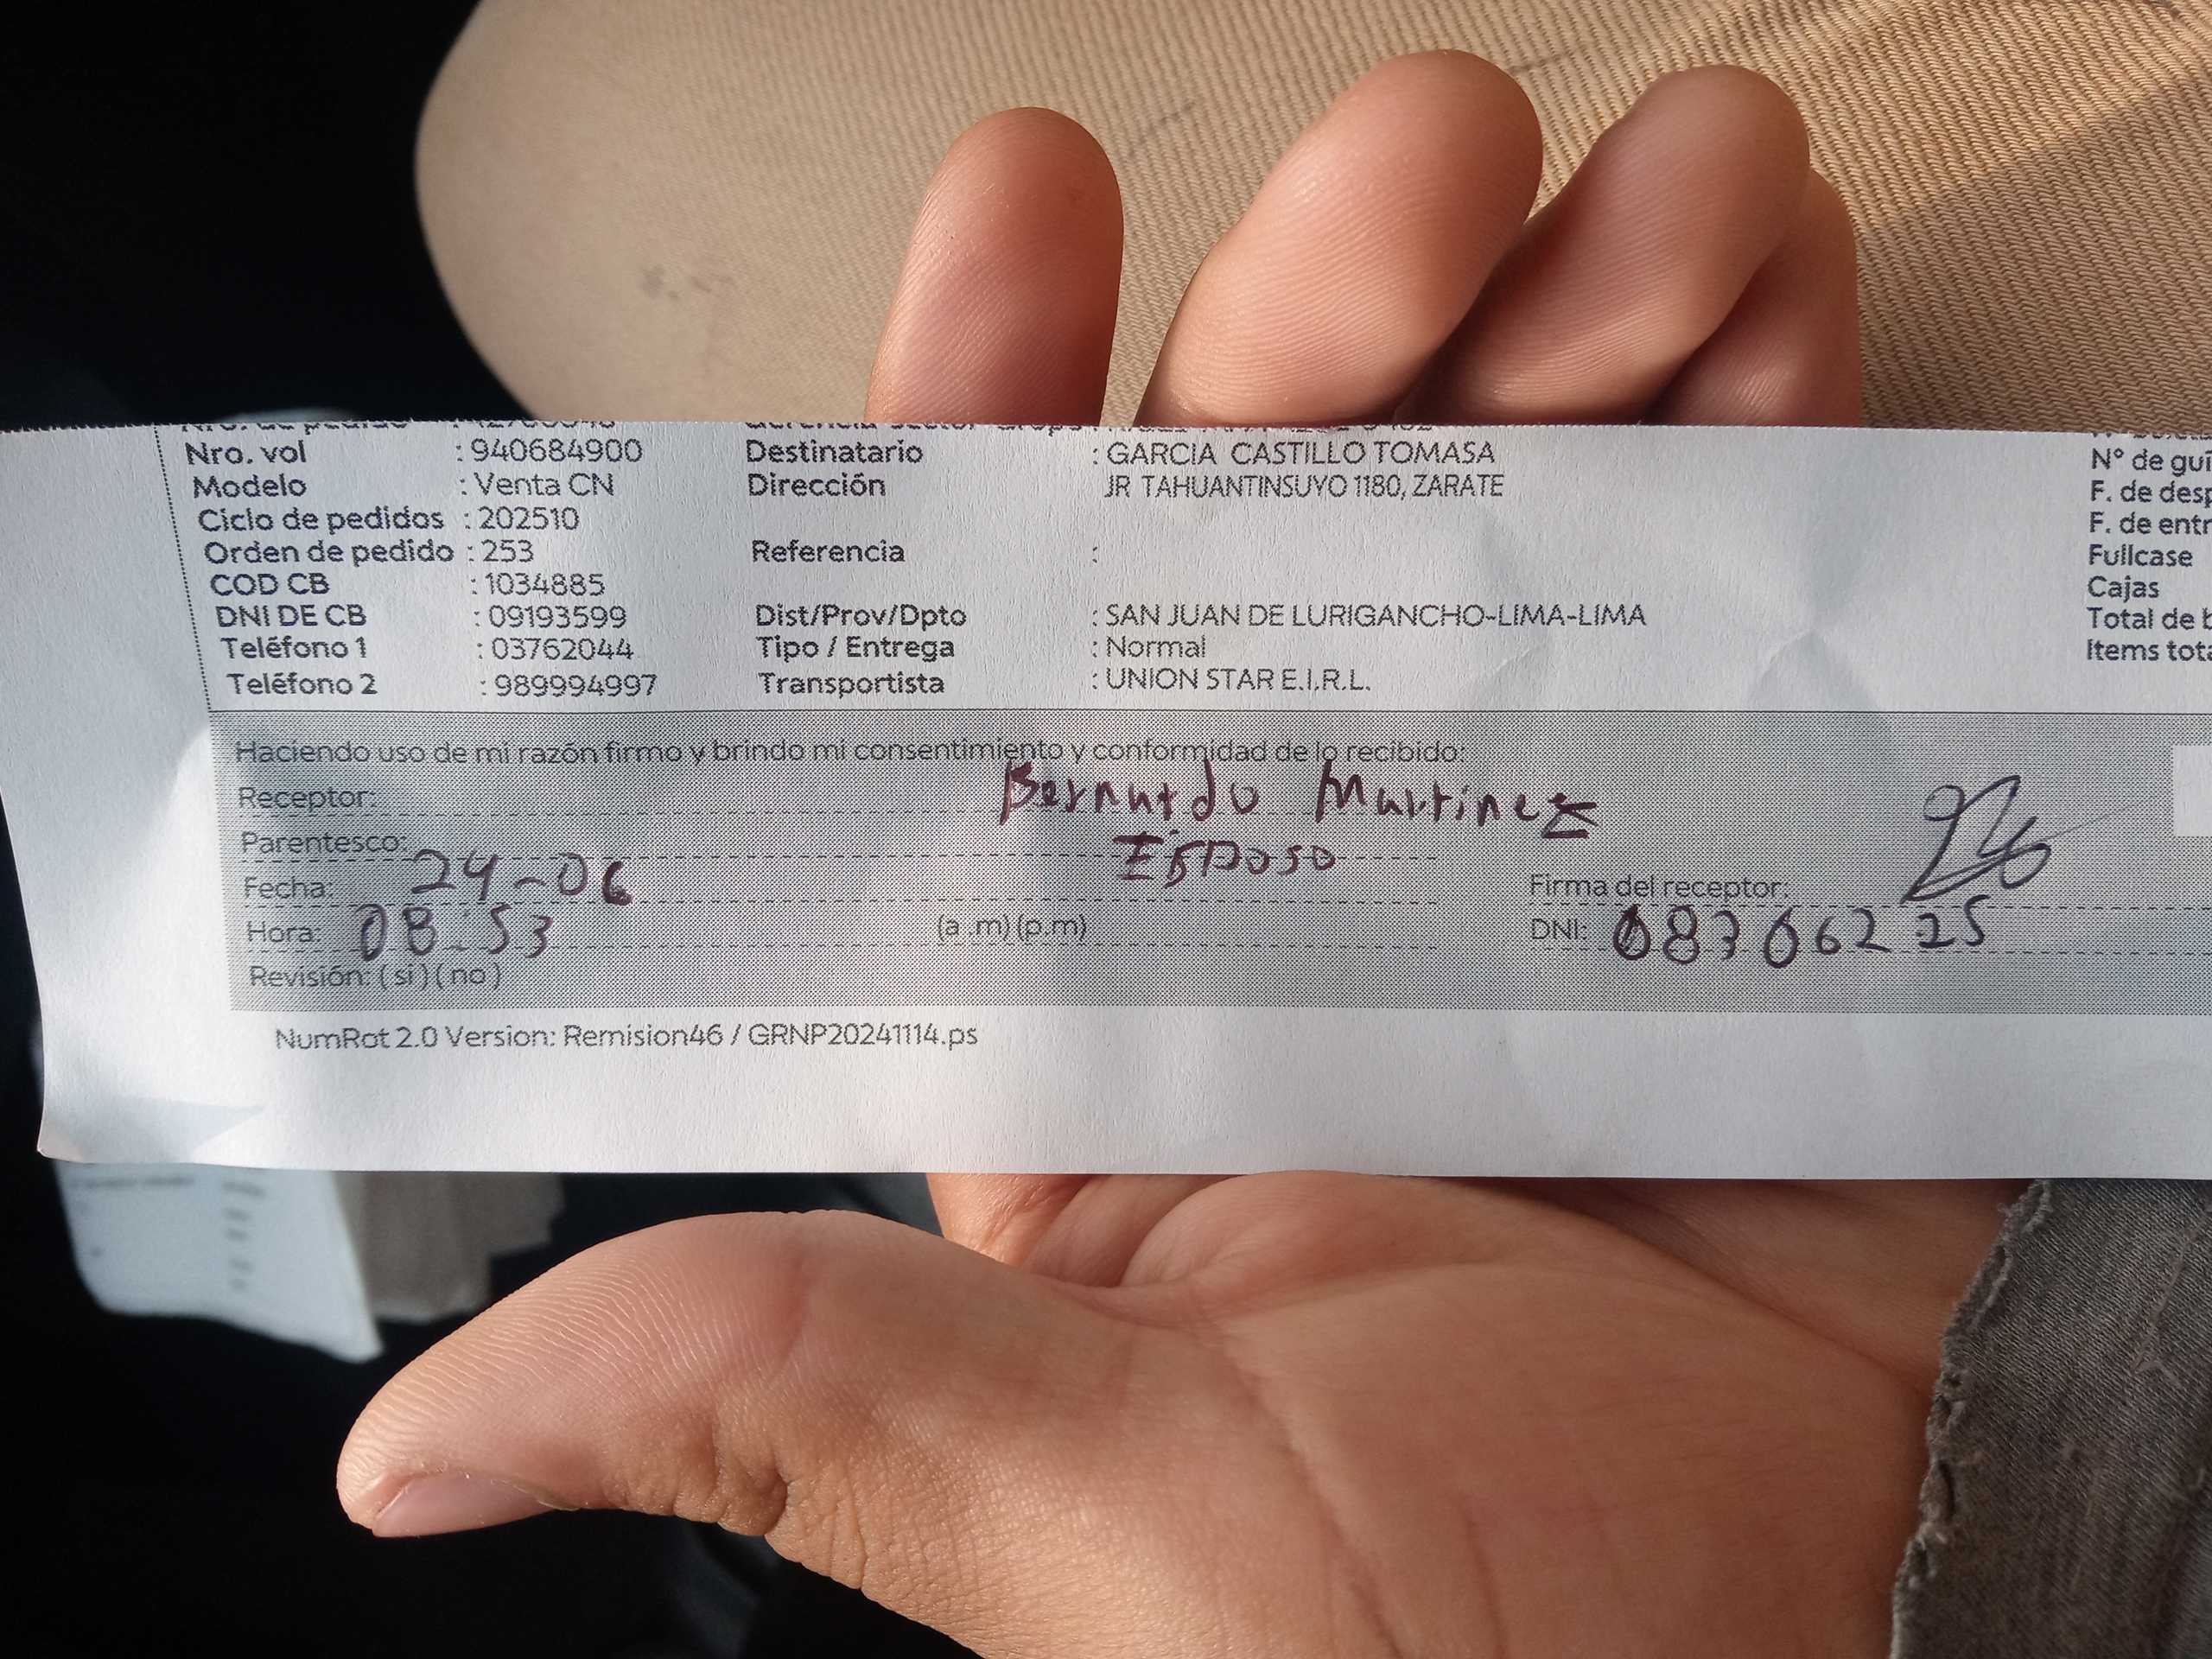 Nro. de pedido
Nro. vol : 940684900 Destinatario : GARCIA CASTILLO TOMASA N° de guí
Modelo : Venta CN Dirección JR TAHUANTINSUYO 1180, ZARATE F. de desp
Ciclo de pedidos : 202510 F. de entr
Orden de pedido : 253 Referencia : Fullcase
COD CB : 1034885 Cajas
DNI DE CB : 09193599 Dist/Prov/Dpto : SAN JUAN DE LURIGANCHO-LIMA-LIMA Total de b
Teléfono 1 : 03762044 Tipo / Entrega : Normal Items tota
Teléfono 2 : 989994997 Transportista : UNION STAR E.I.R.L.
Haciendo uso de mi razón firmo y brindo mi consentimiento y conformidad de lo recibido:
Receptor: Bernardo Martinez
Parentesco: Esposo
Fecha: 24-06 Firma del receptor:
Hora: 08:53 (a .m) (p.m) DNI:
Revisión: ( si ) ( no )
NumRot 2.0 Version: Remision46 / GRNP20241114.ps